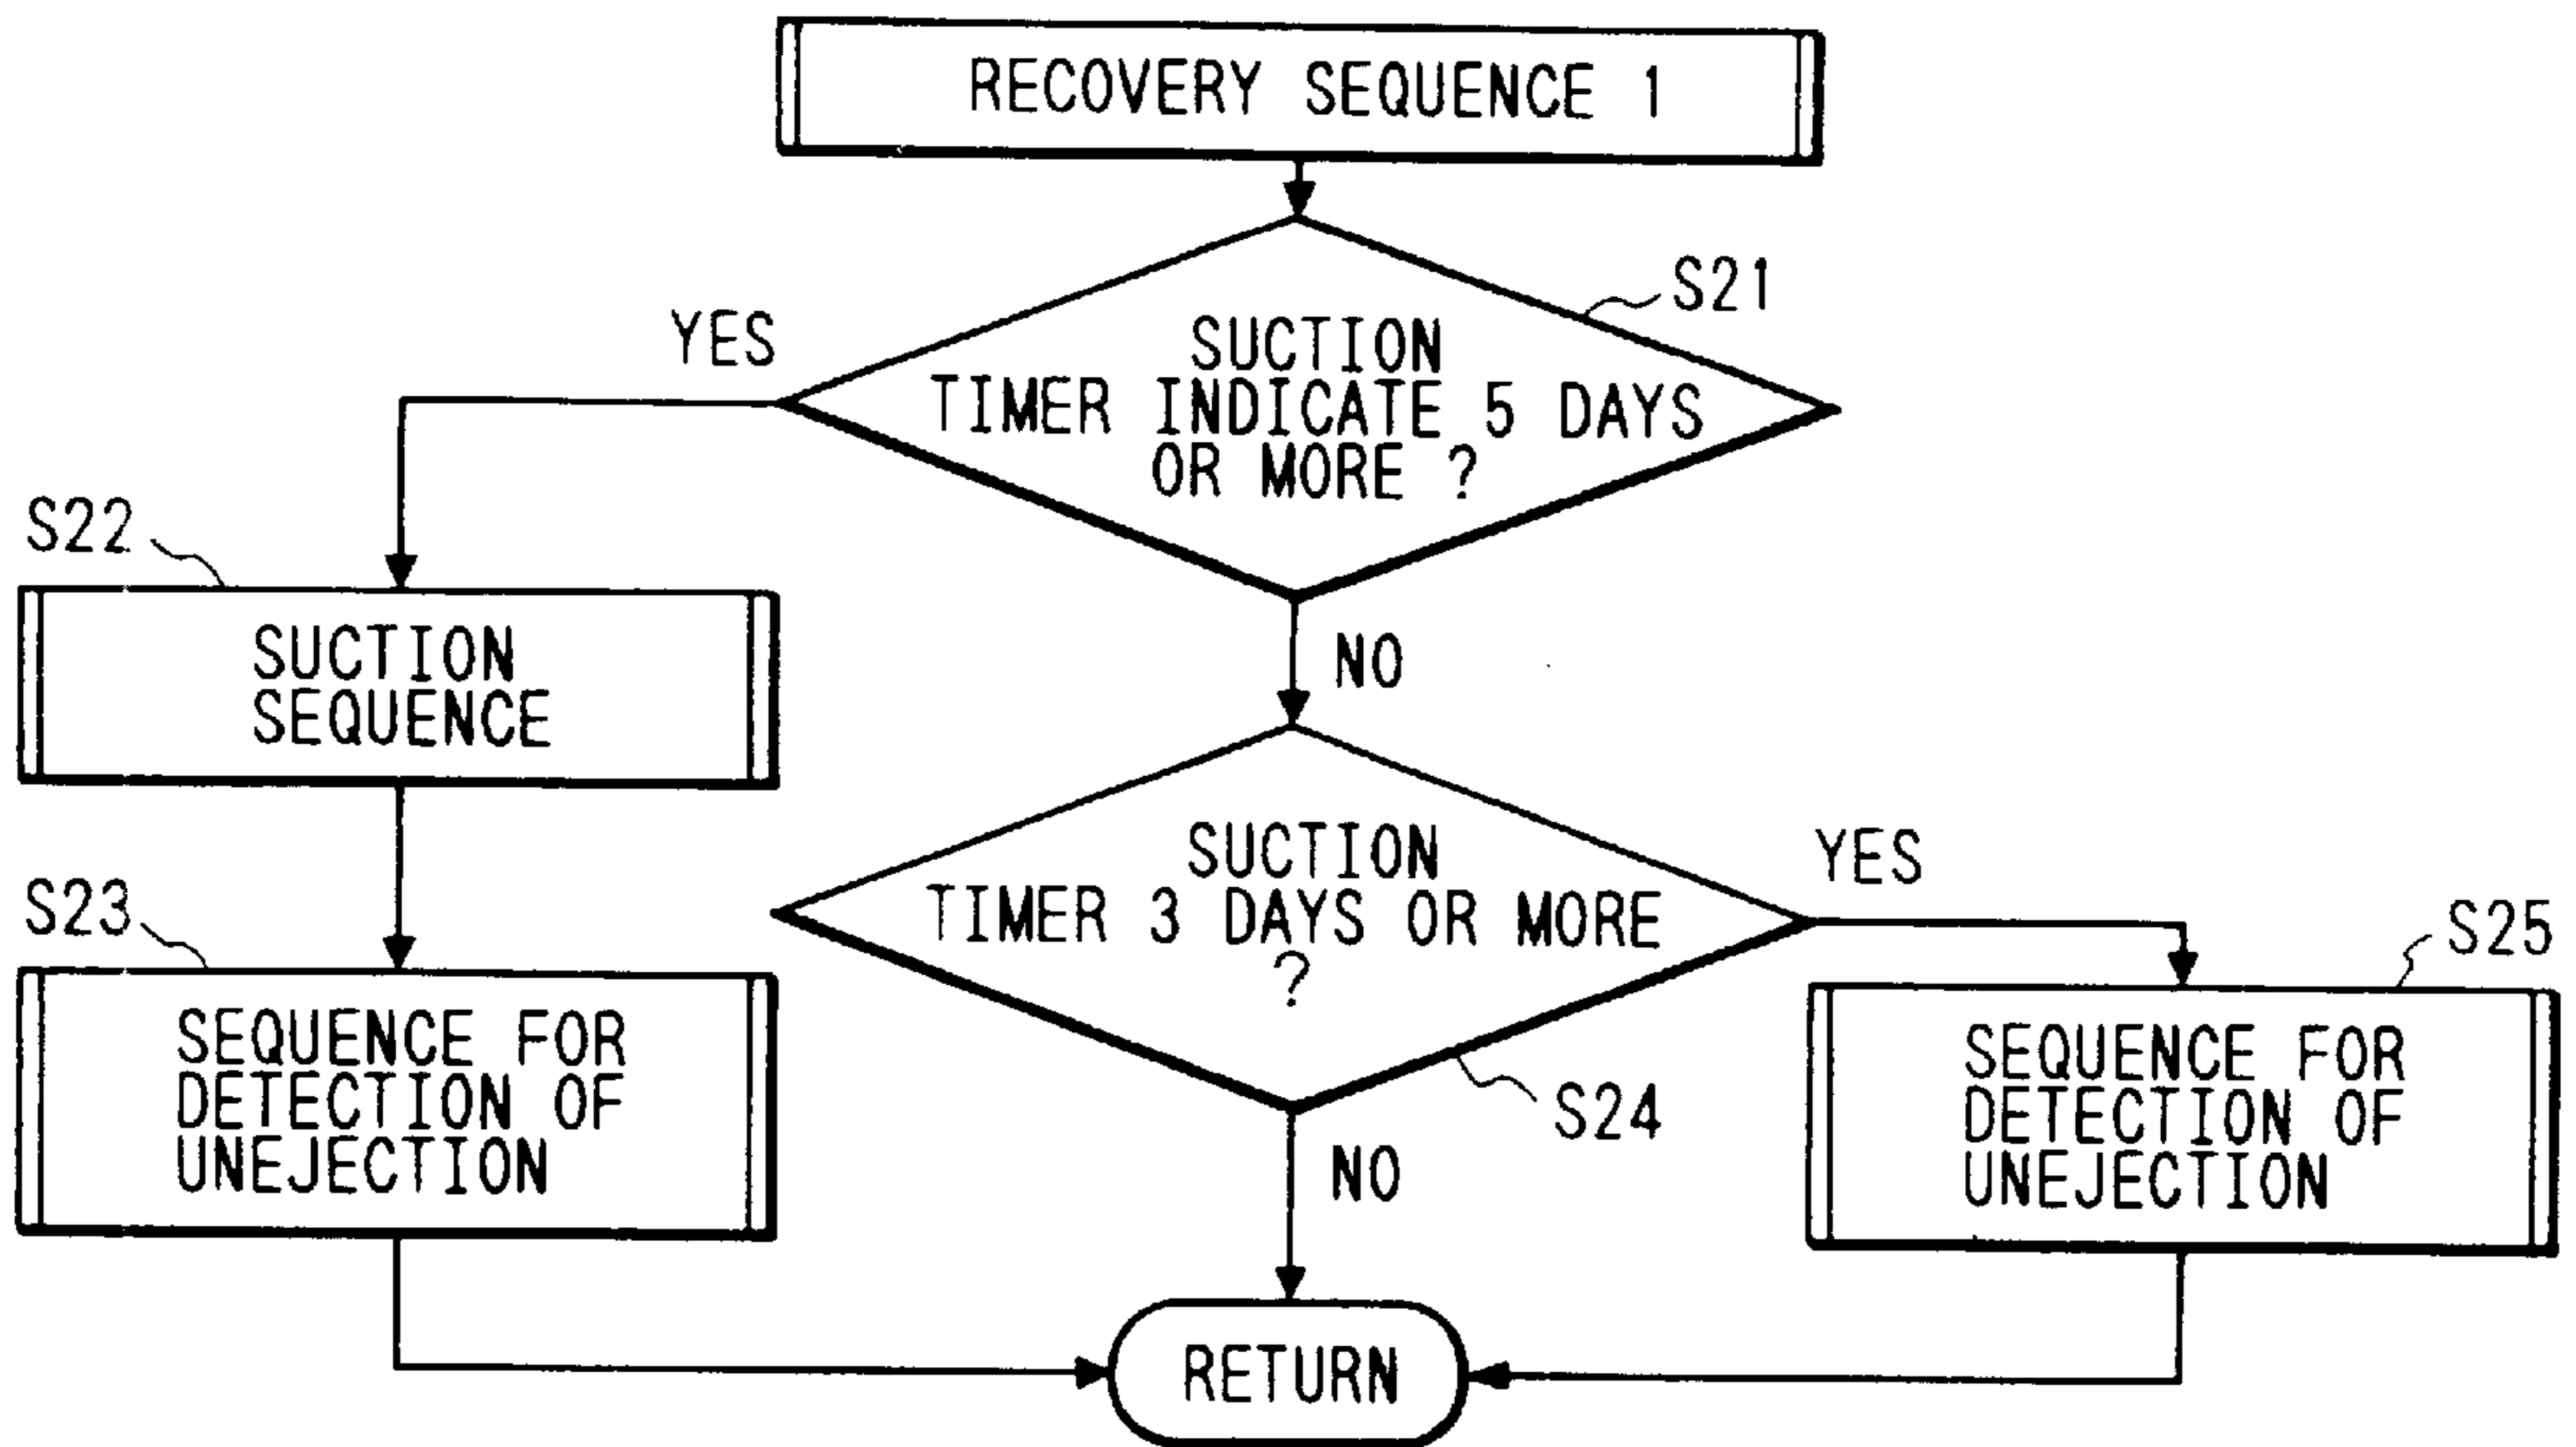 RECOVERY SEQUENCE 1
S21
YES
SUCTION
TIMER INDICATE 5 DAYS
OR MORE ?
S22
NO
SUCTION
SEQUENCE
SUCTION
TIMER 3 DAYS OR MORE
?
YES
S23
S25
SEQUENCE FOR
DETECTION OF
UNEJECTION
S24
SEQUENCE FOR
DETECTION OF
UNEJECTION
NO
RETURN